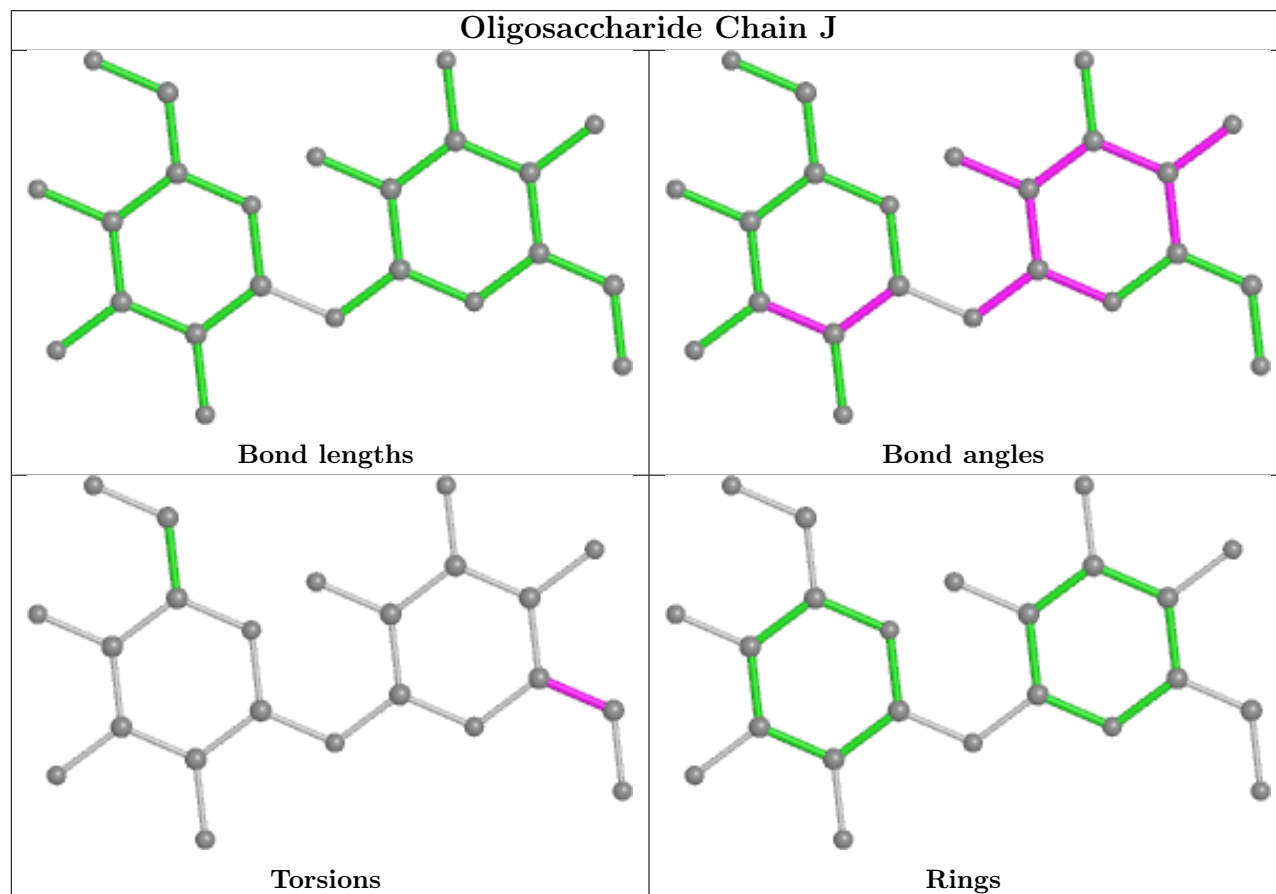 Oligosaccharide Chain J
Bond lengths
Bond angles
Torsions
Rings